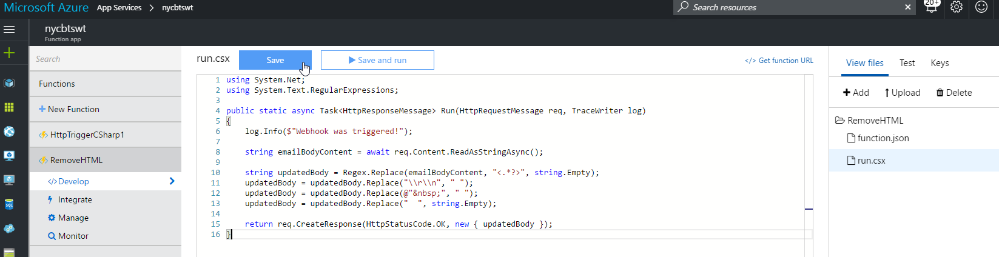 Microsoft Azure App Services > nycbtswt
Search resources
20+
nycbtswt
Function app
Search
Functions
New Function
HttpTriggerCSharp1
RemoveHTML
</> Develop
Integrate
Manage
Monitor
SQL
run.csx Save Save and run </> Get function URL
1 using System.Net;
2 using System.Text.RegularExpressions;
3
4 public static async Task<HttpResponseMessage> Run(HttpRequestMessage req, TraceWriter log)
5 {
6 log.Info($"Webhook was triggered!");
7
8 string emailBodyContent = await req.Content.ReadAsStringAsync();
9
10 string updatedBody = Regex.Replace(emailBodyContent, "<.*?>", string.Empty);
11 updatedBody = updatedBody.Replace("\\r\\n", " ");
12 updatedBody = updatedBody.Replace(@"&nbsp;", " ");
13 updatedBody = updatedBody.Replace("  ", string.Empty);
14
15 return req.CreateResponse(HttpStatusCode.OK, new { updatedBody });
16 }
View files Test Keys
Add Upload Delete
RemoveHTML
function.json
run.csx